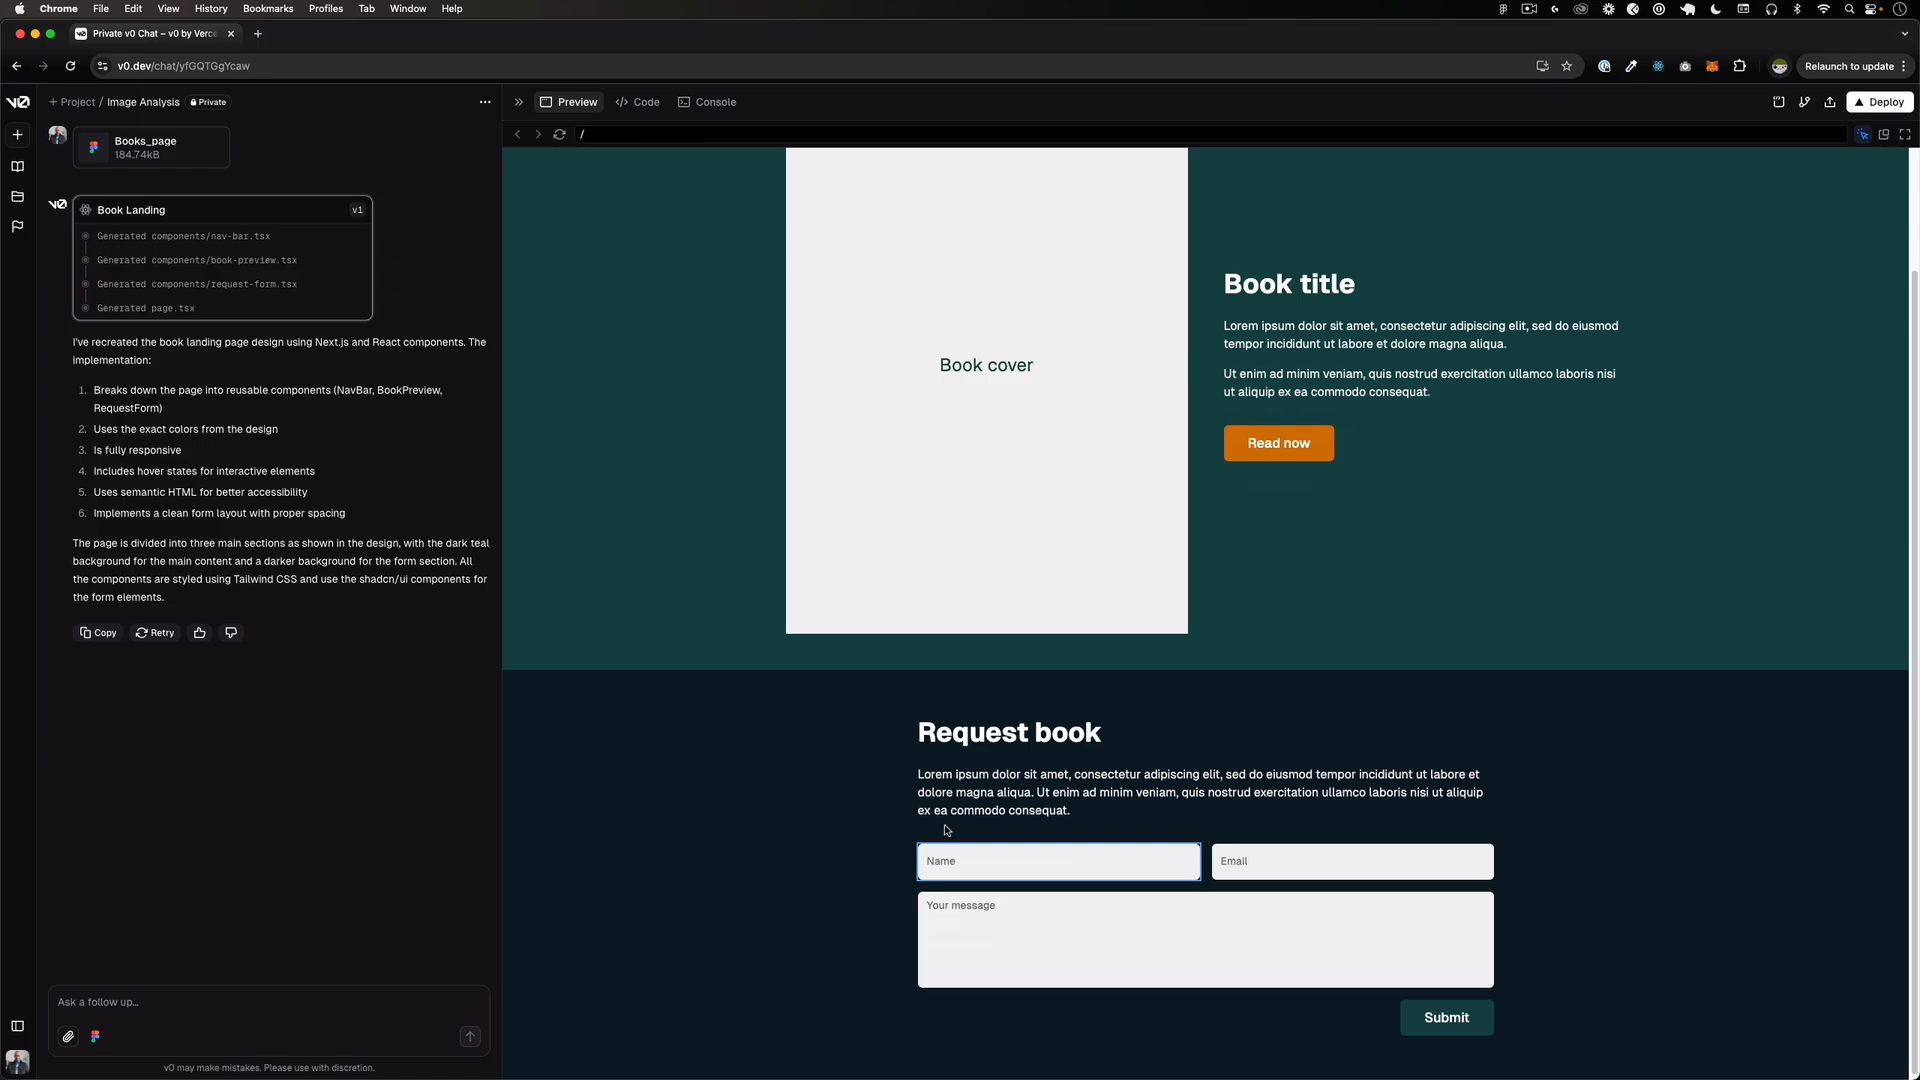 Chrome File Edit View History Bookmarks Profiles Tab Window Help
Private v0 Chat – v0 by Verce
v0.dev/chat/yfGQTGgYcaw
Relaunch to update
Project / Image Analysis Private
Preview Code Console
Deploy
/
Books_page
184.74kB
Book Landing v1
Generated components/nav-bar.tsx
Generated components/book-preview.tsx
Generated components/request-form.tsx
Generated page.tsx
I've recreated the book landing page design using Next.js and React components. The
implementation:
1. Breaks down the page into reusable components (NavBar, BookPreview,
RequestForm)
2. Uses the exact colors from the design
3. Is fully responsive
4. Includes hover states for interactive elements
5. Uses semantic HTML for better accessibility
6. Implements a clean form layout with proper spacing
The page is divided into three main sections as shown in the design, with the dark teal
background for the main content and a darker background for the form section. All
the components are styled using Tailwind CSS and use the shadcn/ui components for
the form elements.
Copy Retry
Ask a follow up...
v0 may make mistakes. Please use with discretion.
Book cover
Book title
Lorem ipsum dolor sit amet, consectetur adipiscing elit, sed do eiusmod
tempor incididunt ut labore et dolore magna aliqua.
Ut enim ad minim veniam, quis nostrud exercitation ullamco laboris nisi
ut aliquip ex ea commodo consequat.
Read now
Request book
Lorem ipsum dolor sit amet, consectetur adipiscing elit, sed do eiusmod tempor incididunt ut labore et
dolore magna aliqua. Ut enim ad minim veniam, quis nostrud exercitation ullamco laboris nisi ut aliquip
ex ea commodo consequat.
Name
Email
Your message
Submit